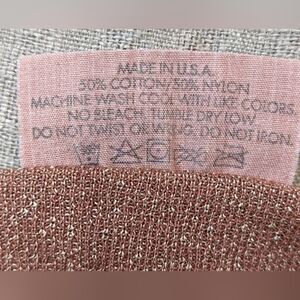 MADE IN U.S.A.
50% COTTON/50% NYLON
MACHINE WASH COOL WITH LIKE COLORS.
NO BLEACH. TUMBLE DRY LOW.
DO NOT TWIST OR WRING. DO NOT IRON.